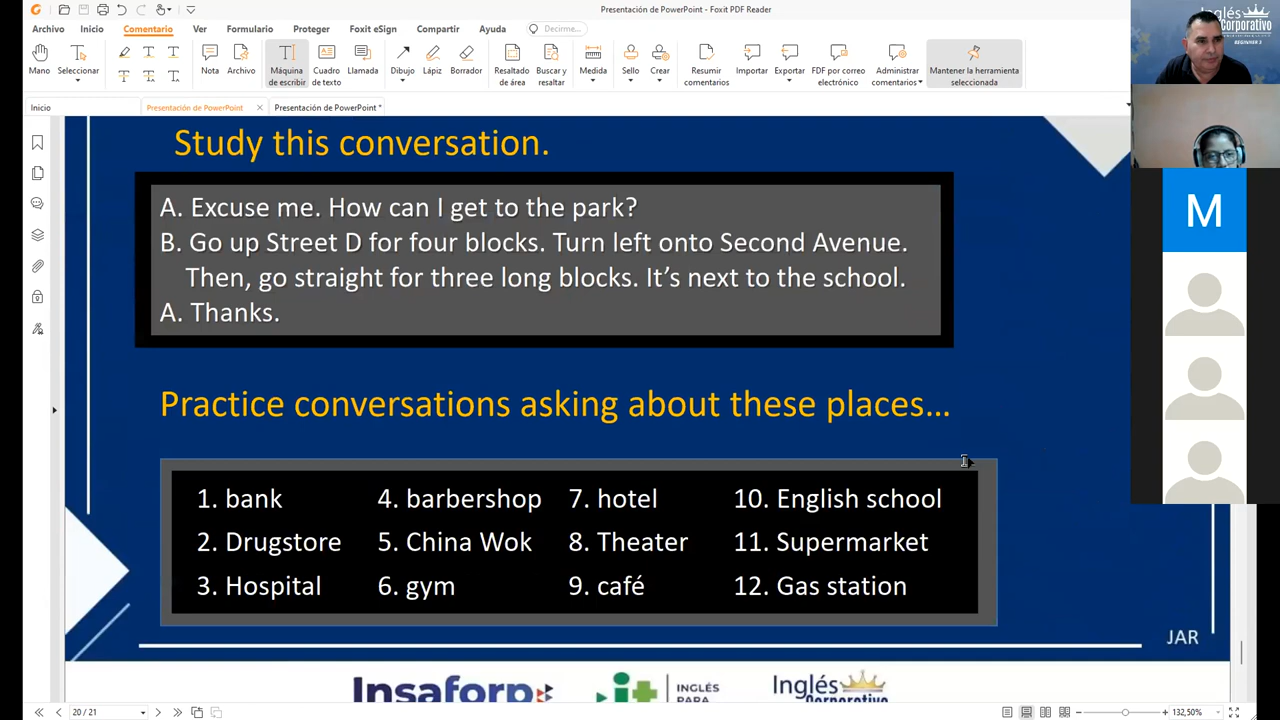 Presentación de PowerPoint - Foxit PDF Reader
Archivo Inicio Comentario Ver Formulario Proteger Foxit eSign Compartir Ayuda Decirme...
Mano Seleccionar Nota Archivo Máquina de escribir Cuadro de texto Llamada Dibujo Lápiz Borrador Resaltado de área Buscar y resaltar Medida Sello Crear Resumir comentarios Importar Exportar PDF por correo electrónico Administrar comentarios Mantener la herramienta seleccionada
Inicio Presentación de PowerPoint Presentación de PowerPoint *
Inglés
Corporativo
BEGINNER 2
M
Study this conversation.
A. Excuse me. How can I get to the park?
B. Go up Street D for four blocks. Turn left onto Second Avenue.
Then, go straight for three long blocks. It’s next to the school.
A. Thanks.
Practice conversations asking about these places…
1. bank 4. barbershop 7. hotel 10. English school
2. Drugstore 5. China Wok 8. Theater 11. Supermarket
3. Hospital 6. gym 9. café 12. Gas station
JAR
Insaforp it INGLÉS PARA Inglés Corporativo
20 / 21 132,50%